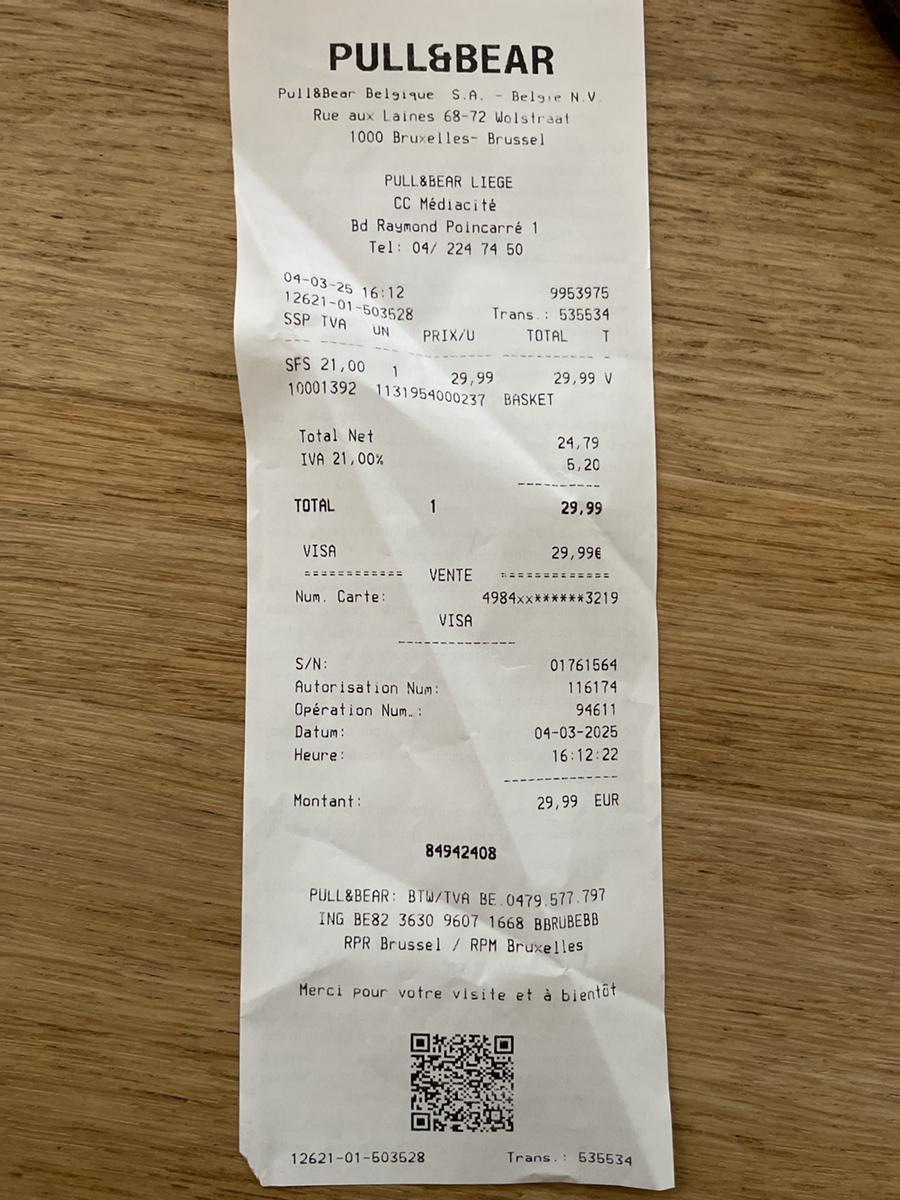 PULL&BEAR
Pull&Bear Belgique S.A. - Belgie N.V.
Rue aux Laines 68-72 Wolstraat
1000 Bruxelles- Brussel
PULL&BEAR LIEGE
CC Médiacité
Bd Raymond Poincarré 1
Tel: 04/ 224 74 50
04-03-25 16:12 9953975
12621-01-503528 Trans.: 535534
SSP TVA UN PRIX/U TOTAL T
SFS 21,00 1 29,99 29,99 V
10001392 1131954000237 BASKET
Total Net 24,79
IVA 21,00% 5,20
TOTAL 1 29,99
VISA 29,99€
=========== VENTE ===========
Num. Carte: 4984xx******3219
VISA
S/N: 01761564
Autorisation Num: 116174
Opération Num.: 94611
Datum: 04-03-2025
Heure: 16:12:22
Montant: 29,99 EUR
84942408
PULL&BEAR: BTW/TVA BE.0479.577.797
ING BE82 3630 9607 1668 BBRUBEBB
RPR Brussel / RPM Bruxelles
Merci pour votre visite et à bientôt
12621-01-503528 Trans.: 535534